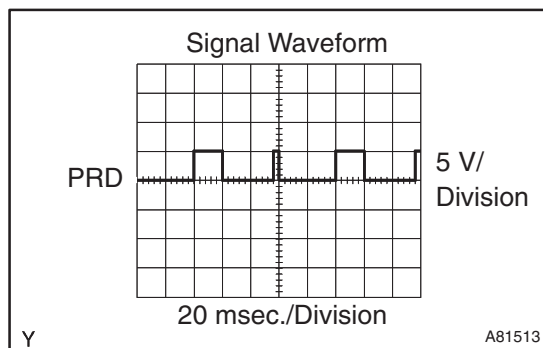 Signal Waveform
PRD
5 V/
Division
20 msec./Division
Y
A81513